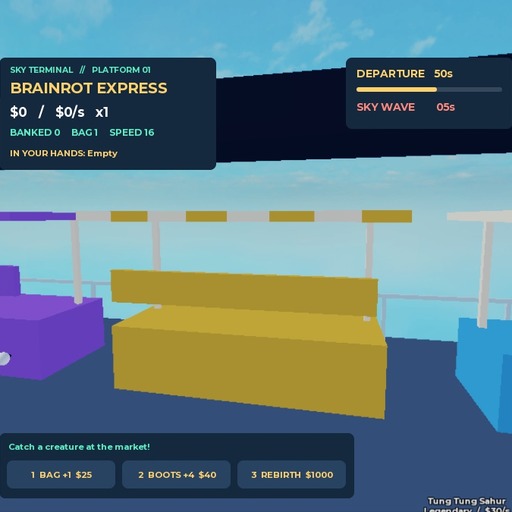 SKY TERMINAL // PLATFORM 01
BRAINROT EXPRESS
$0 / $0/s x1
BANKED 0 BAG 1 SPEED 16
IN YOUR HANDS: Empty
DEPARTURE 50s
SKY WAVE 05s
Catch a creature at the market!
1 BAG +1 $25
2 BOOTS +4 $40
3 REBIRTH $1000
Tung Tung Sahur
Legendary / $30/s